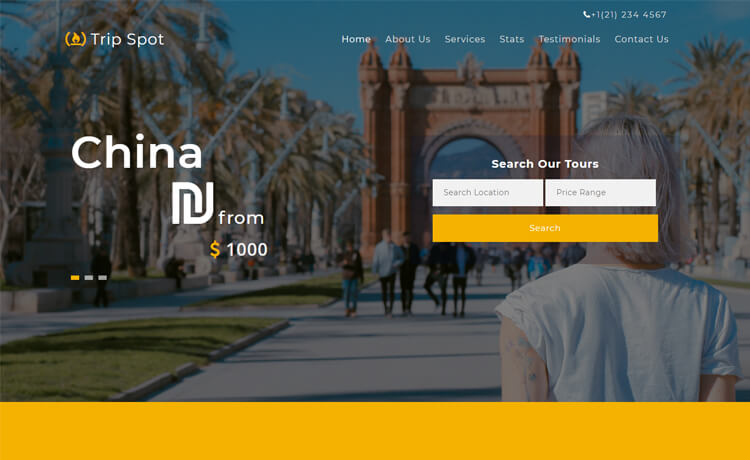 +1(21) 234 4567
Trip Spot
Home About Us Services Stats Testimonials Contact Us
China
₪ from
$ 1000
Search Our Tours
Search Location Price Range
Search